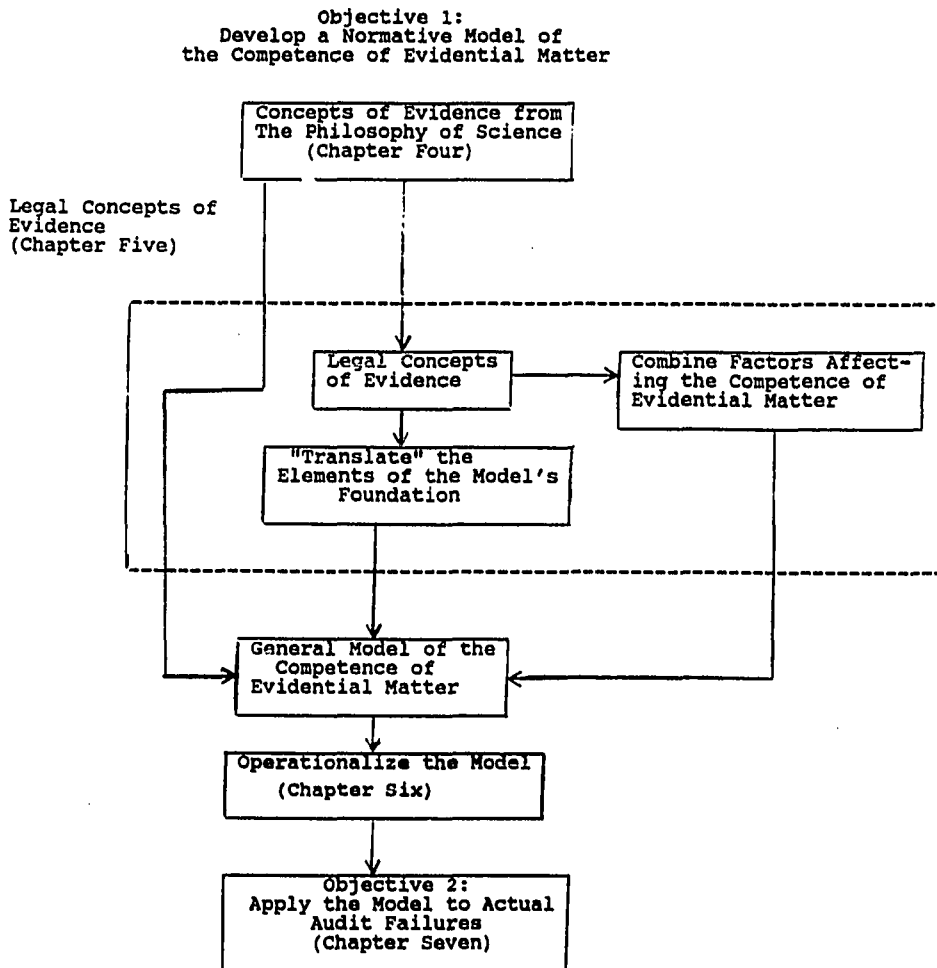 Objective 1:
Develop a Normative Model of
the Competence of Evidential Matter
Concepts of Evidence from
The Philosophy of Science
(Chapter Four)
Legal Concepts of
Evidence
(Chapter Five)
Legal Concepts
of Evidence
Combine Factors Affect-
ing the Competence of
Evidential Matter
"Translate" the
Elements of the Model's
Foundation
General Model of the
Competence of
Evidential Matter
Operationalize the Model
(Chapter Six)
Objective 2:
Apply the Model to Actual
Audit Failures
(Chapter Seven)